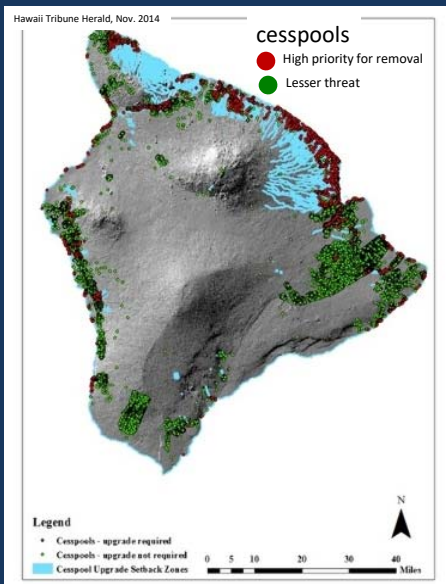 Hawaii Tribune Herald, Nov. 2014
cesspools
High priority for removal
Lesser threat
N
Legend
Cesspools - upgrade required
Cesspools - upgrade not required
Cesspool Upgrade Setback Zones
0 5 10 20 30 40
Miles